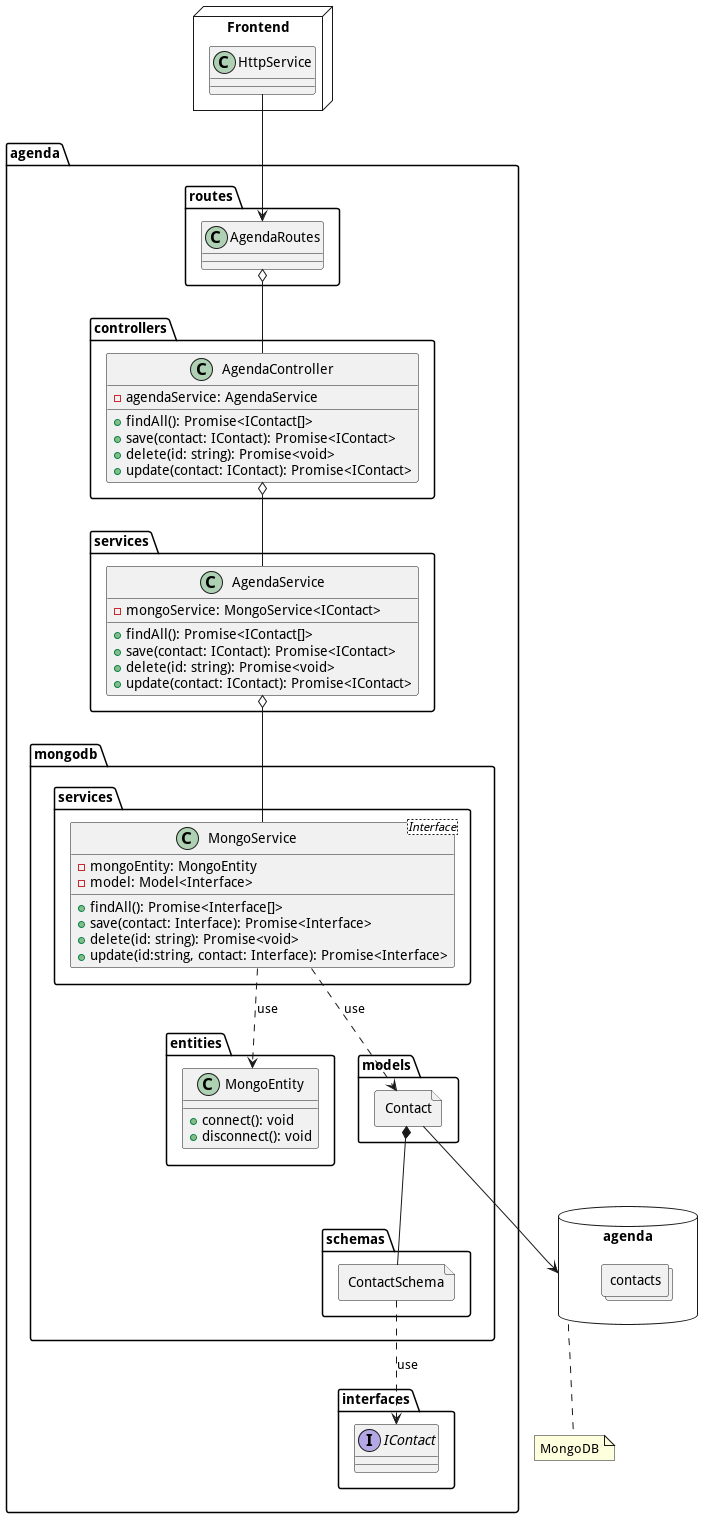 Frontend
C HttpService
agenda
routes
C AgendaRoutes
controllers
C AgendaController
agendaService: AgendaService
findAll(): Promise<IContact[]>
save(contact: IContact): Promise<IContact>
delete(id: string): Promise<void>
update(contact: IContact): Promise<IContact>
services
C AgendaService
mongoService: MongoService<IContact>
findAll(): Promise<IContact[]>
save(contact: IContact): Promise<IContact>
delete(id: string): Promise<void>
update(contact: IContact): Promise<IContact>
mongodb
services
C MongoService
Interface
mongoEntity: MongoEntity
model: Model<Interface>
findAll(): Promise<Interface[]>
save(contact: Interface): Promise<Interface>
delete(id: string): Promise<void>
update(id:string, contact: Interface): Promise<Interface>
use
use
entities
C MongoEntity
connect(): void
disconnect(): void
models
Contact
schemas
ContactSchema
agenda
contacts
use
interfaces
I IContact
MongoDB